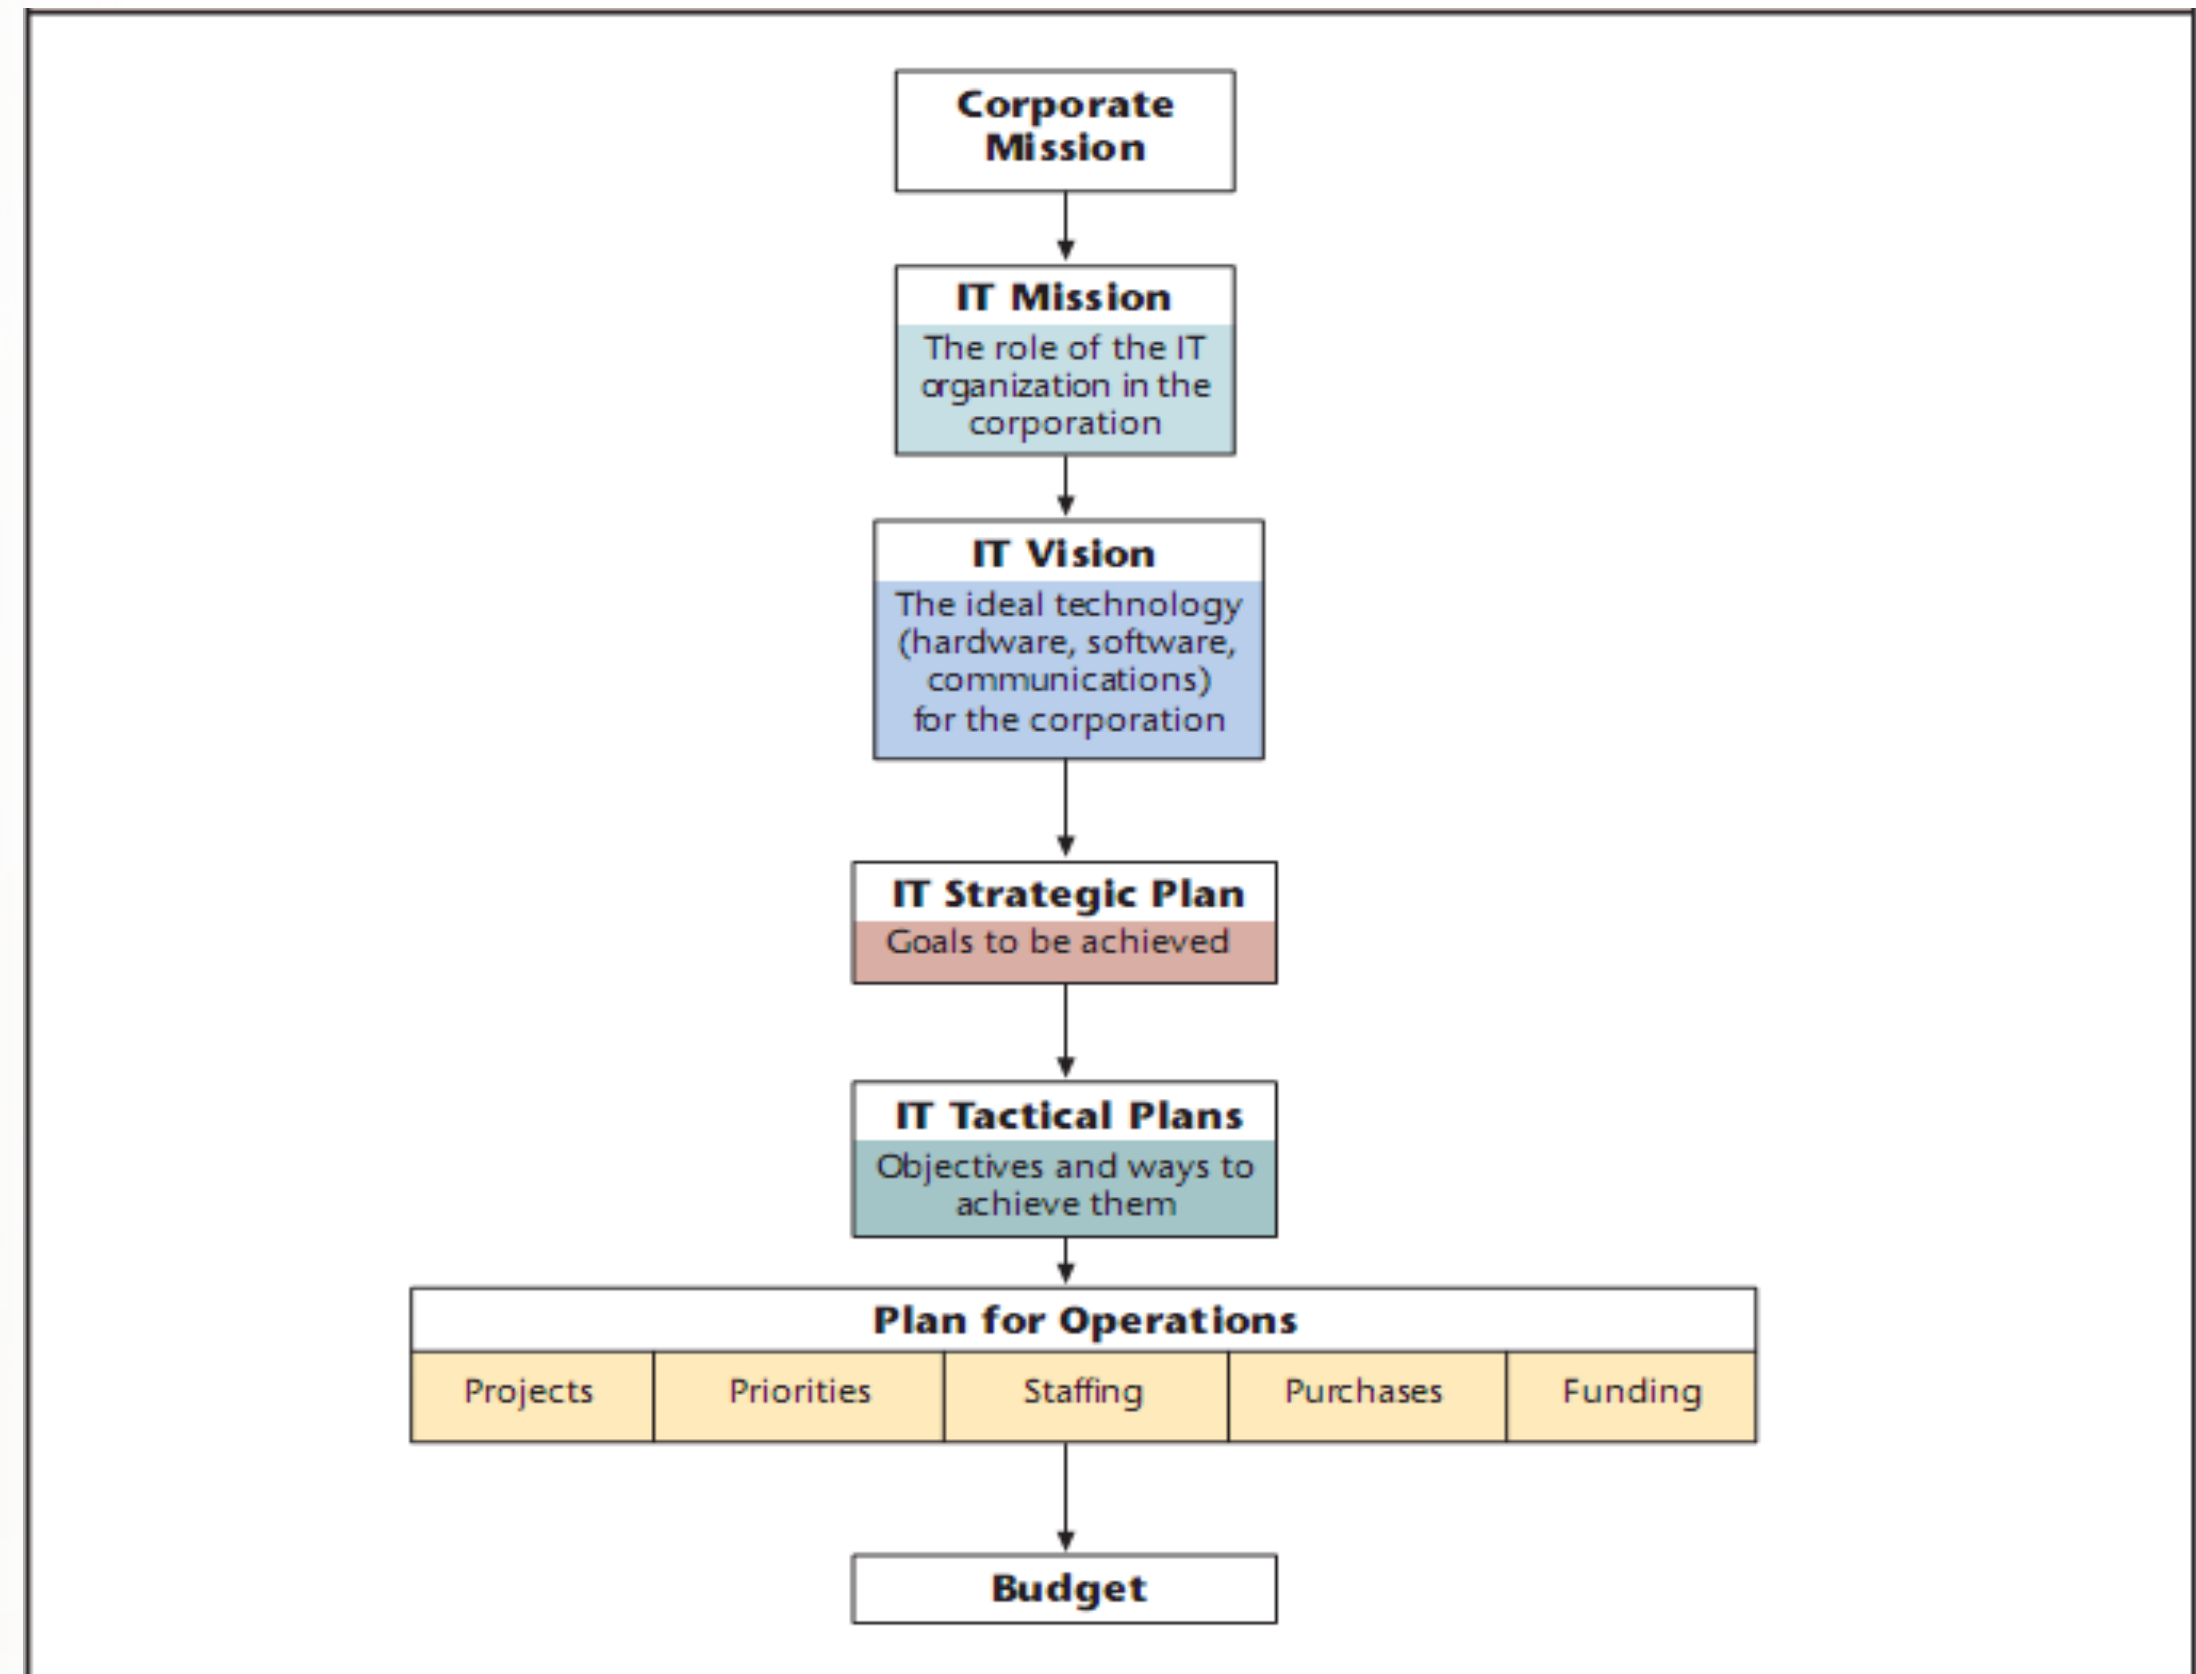 Corporate
Mission
IT Mission
The role of the IT
organization in the
corporation
IT Vision
The ideal technology
(hardware, software,
communications)
for the corporation
IT Strategic Plan
Goals to be achieved
IT Tactical Plans
Objectives and ways to
achieve them
Plan for Operations
Projects Priorities Staffing Purchases Funding
Budget